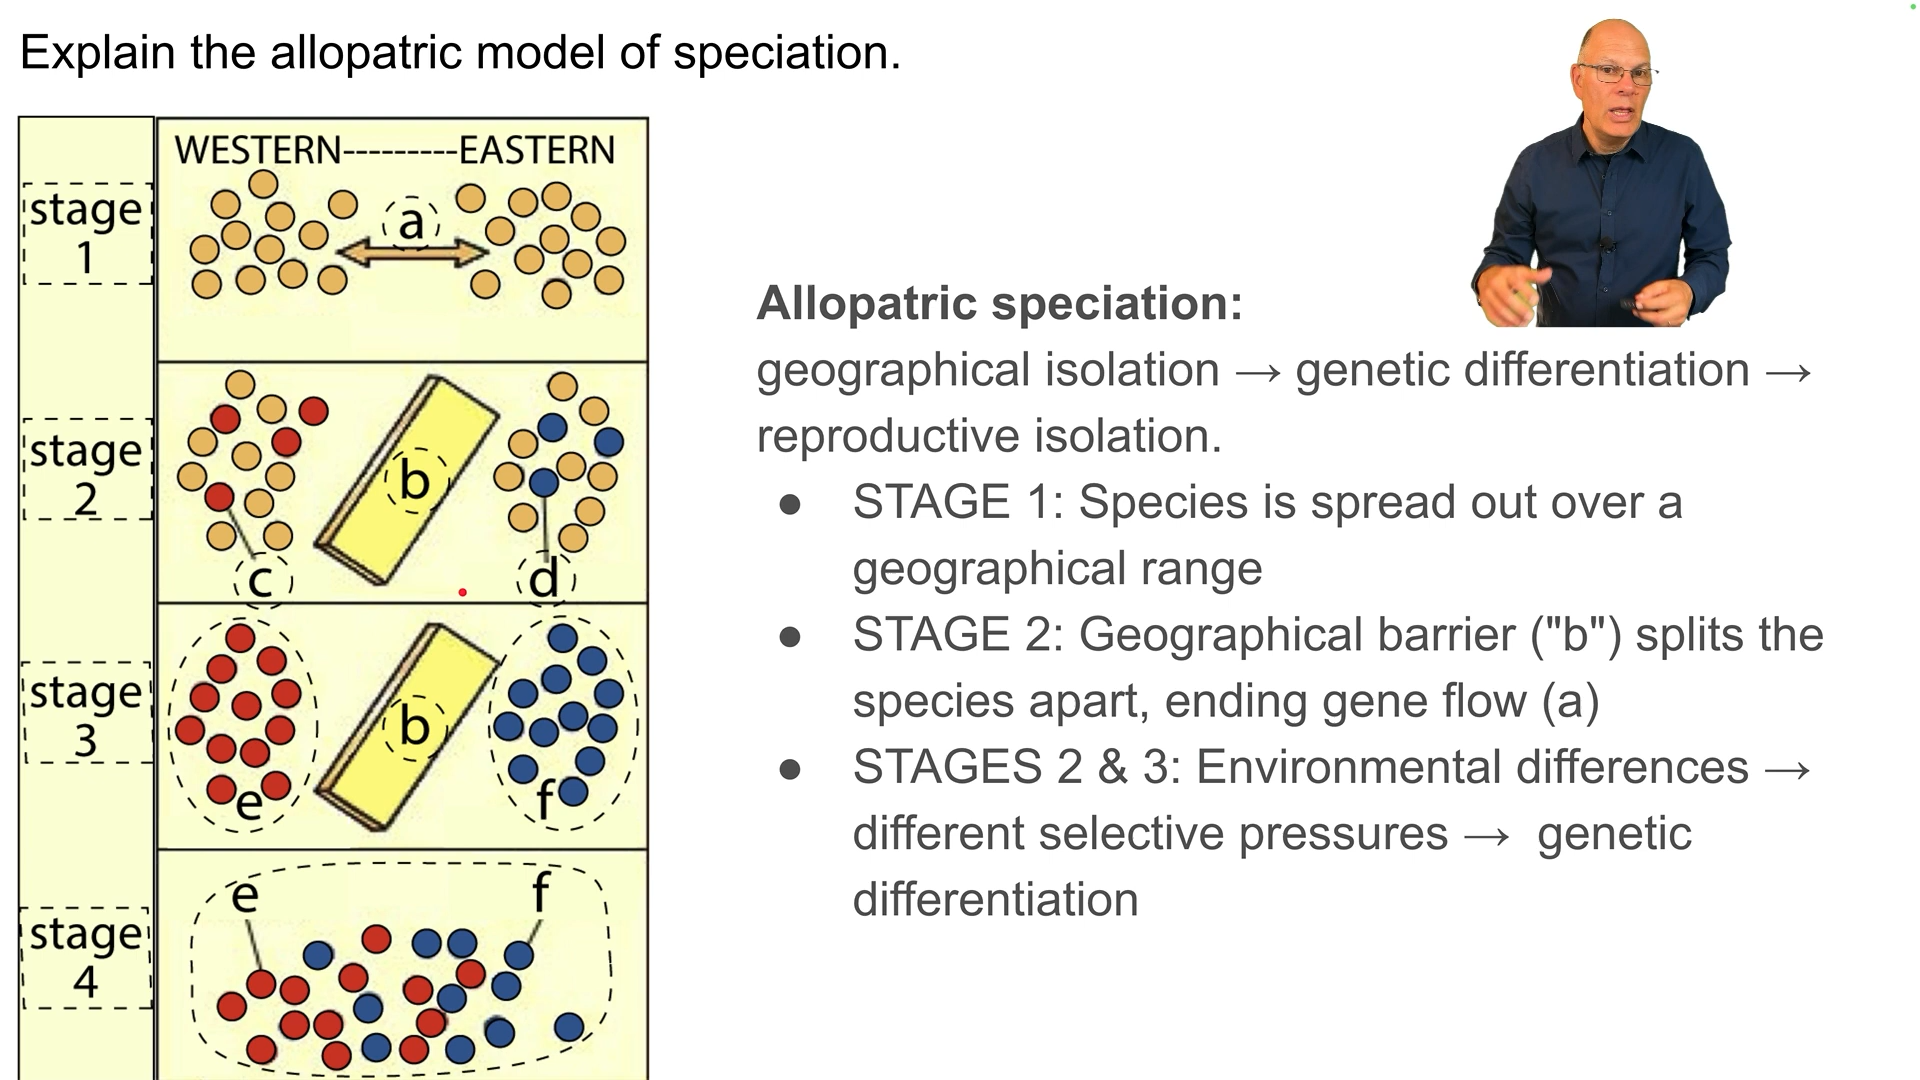 Explain the allopatric model of speciation.
WESTERN---------EASTERN
stage
1
a
stage
2
b
c
d
stage
3
b
e
f
stage
4
e
f
Allopatric speciation:
geographical isolation → genetic differentiation →
reproductive isolation.
● STAGE 1: Species is spread out over a
geographical range
● STAGE 2: Geographical barrier ("b") splits the
species apart, ending gene flow (a)
● STAGES 2 & 3: Environmental differences →
different selective pressures → genetic
differentiation